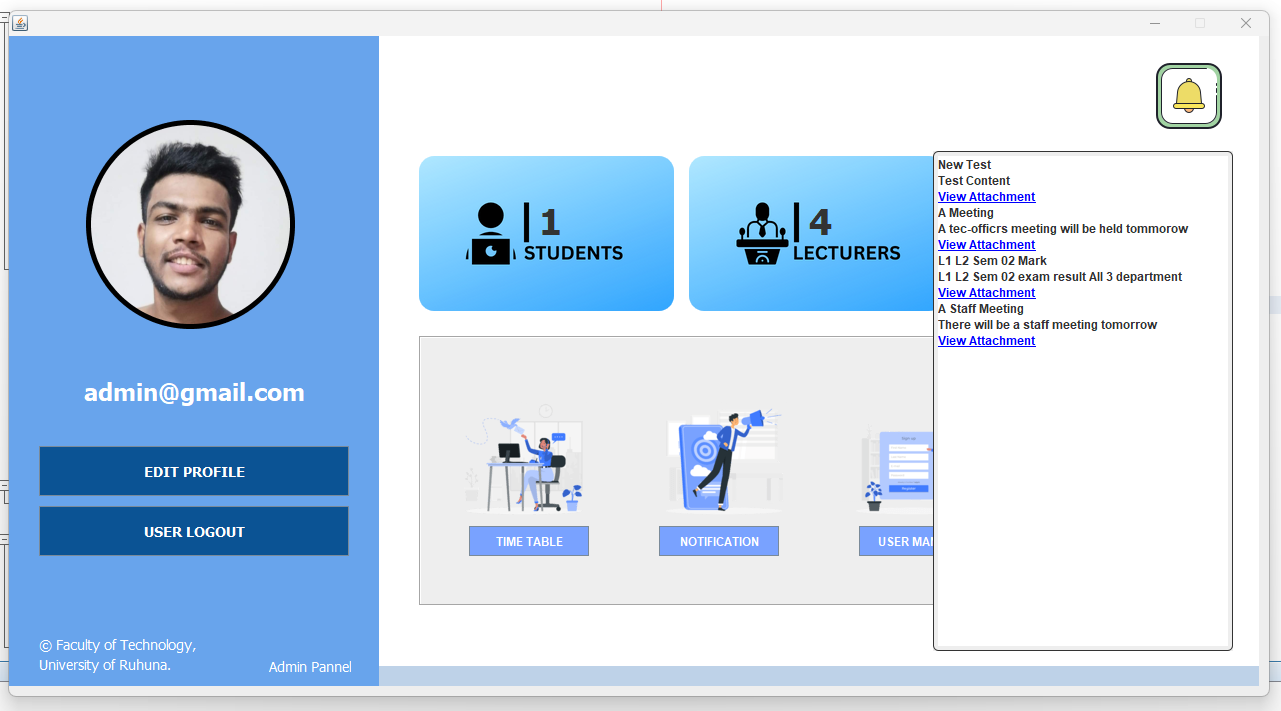 admin@gmail.com
EDIT PROFILE
USER LOGOUT
© Faculty of Technology,
University of Ruhuna.
Admin Pannel
1
STUDENTS
4
LECTURERS
TIME TABLE
NOTIFICATION
USER MAN
New Test
Test Content
View Attachment
A Meeting
A tec-officrs meeting will be held tommorow
View Attachment
L1 L2 Sem 02 Mark
L1 L2 Sem 02 exam result All 3 department
View Attachment
A Staff Meeting
There will be a staff meeting tomorrow
View Attachment